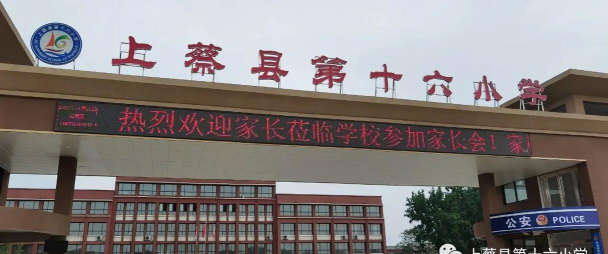 上蔡县第十六小学
热烈欢迎家长莅临学校参加家长会！家
公安 POLICE
上蔡县第十六小学